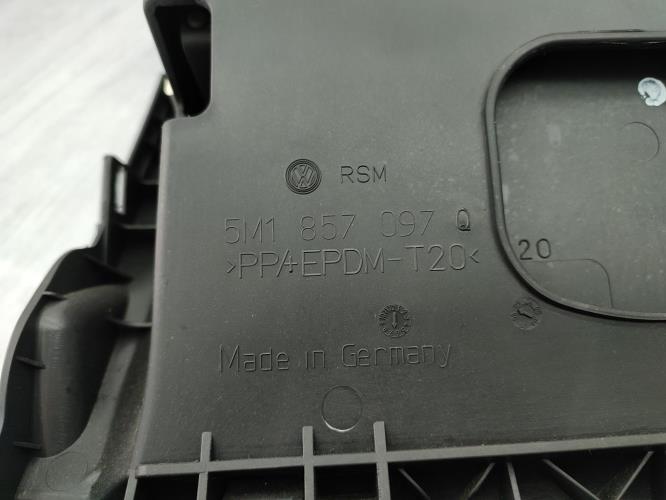 RSM
5M1 857 097 Q
>PP+EPDM-T20<
20
Made in Germany